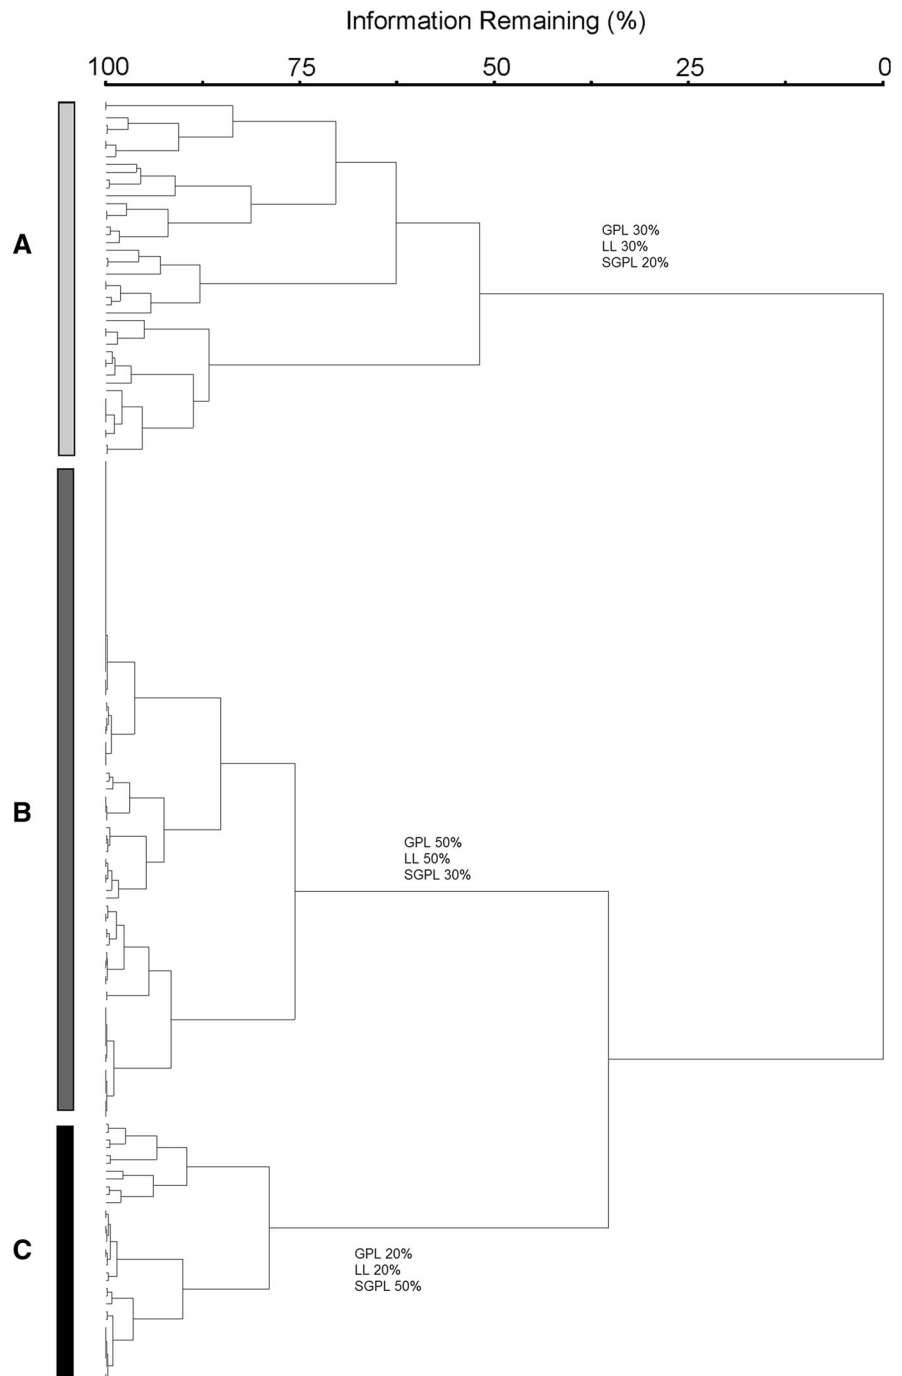 Information Remaining (%)
100 75 50 25 0
A
GPL 30%
LL 30%
SGPL 20%
B
GPL 50%
LL 50%
SGPL 30%
C
GPL 20%
LL 20%
SGPL 50%